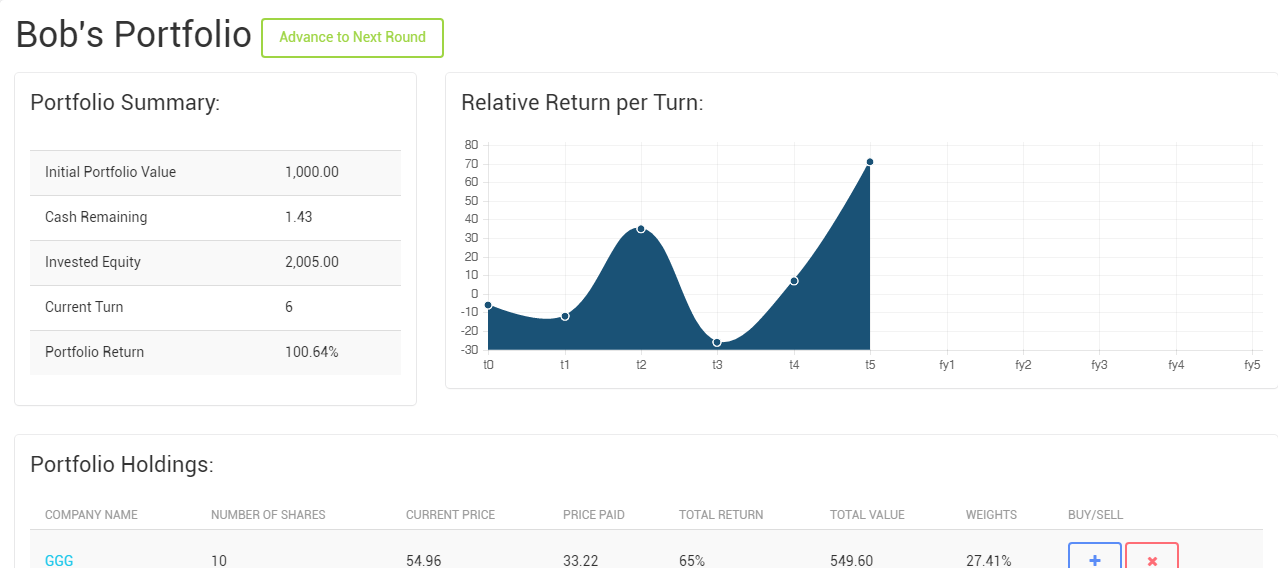 Bob's Portfolio Advance to Next Round
Portfolio Summary:
Initial Portfolio Value 1,000.00
Cash Remaining 1.43
Invested Equity 2,005.00
Current Turn 6
Portfolio Return 100.64%
Relative Return per Turn:
80
70
60
50
40
30
20
10
0
-10
-20
-30
t0 t1 t2 t3 t4 t5 fy1 fy2 fy3 fy4 fy5
Portfolio Holdings:
COMPANY NAME NUMBER OF SHARES CURRENT PRICE PRICE PAID TOTAL RETURN TOTAL VALUE WEIGHTS BUY/SELL
GGG 10 54.96 33.22 65% 549.60 27.41%